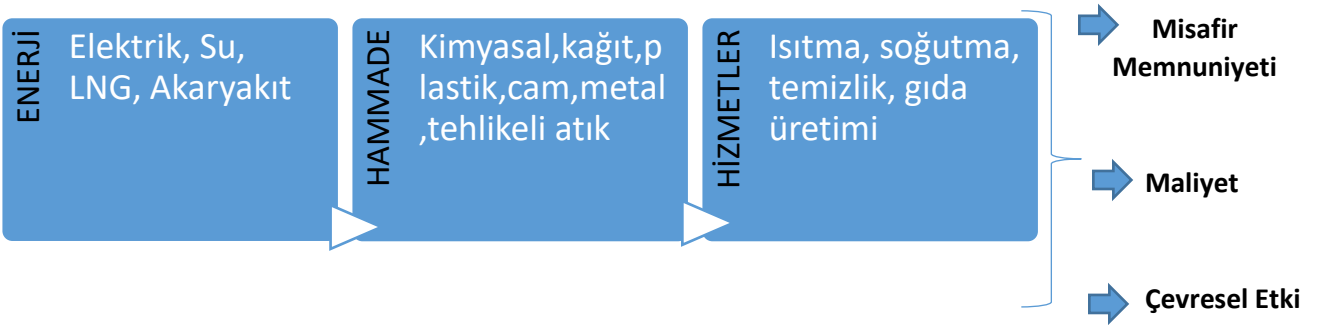 ENERJİ
Elektrik, Su,
LNG, Akaryakıt
HAMMADE
Kimyasal,kağıt,p
lastik,cam,metal
,tehlikeli atık
HİZMETLER
Isıtma, soğutma,
temizlik, gıda
üretimi
Misafir
Memnuniyeti
Maliyet
Çevresel Etki